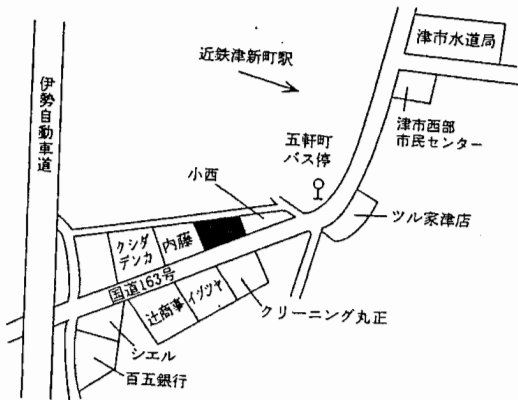 津市水道局
近鉄津新町駅
伊勢自動車道
津市西部
市民センター
五軒町
バス停
小西
ツル家津店
クシダ
デンカ
内藤
国道163号
辻商事
イヅツヤ
クリーニング丸正
シエル
百五銀行